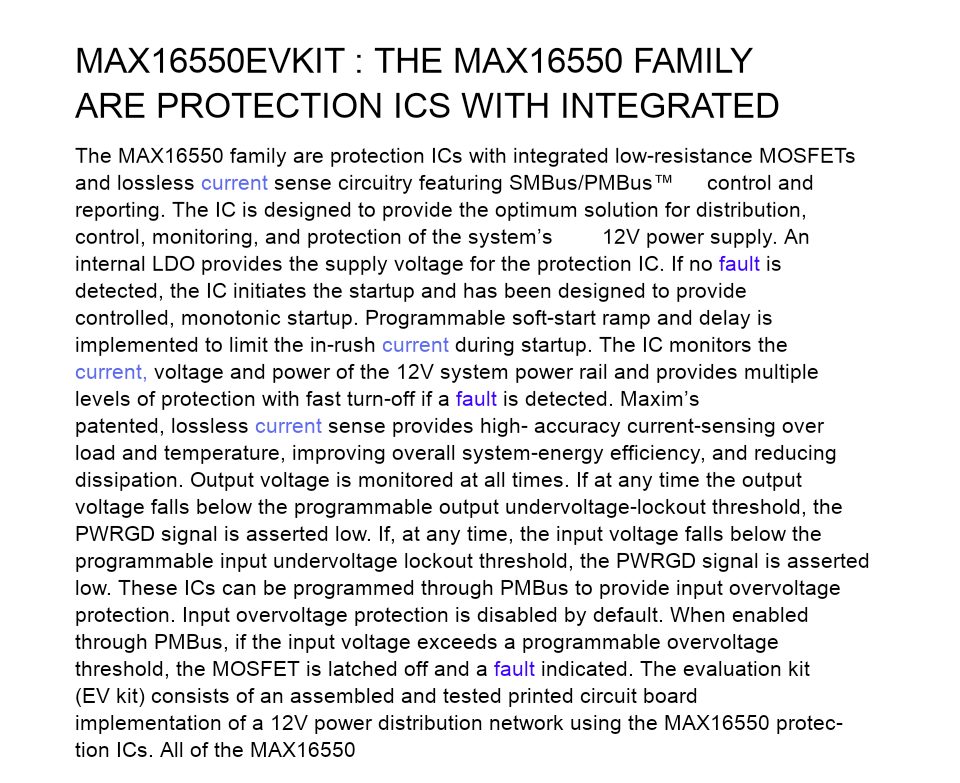 MAX16550EVKIT : THE MAX16550 FAMILY
ARE PROTECTION ICS WITH INTEGRATED
The MAX16550 family are protection ICs with integrated low-resistance MOSFETs
and lossless current sense circuitry featuring SMBus/PMBus™ control and
reporting. The IC is designed to provide the optimum solution for distribution,
control, monitoring, and protection of the system’s 12V power supply. An
internal LDO provides the supply voltage for the protection IC. If no fault is
detected, the IC initiates the startup and has been designed to provide
controlled, monotonic startup. Programmable soft-start ramp and delay is
implemented to limit the in-rush current during startup. The IC monitors the
current, voltage and power of the 12V system power rail and provides multiple
levels of protection with fast turn-off if a fault is detected. Maxim’s
patented, lossless current sense provides high- accuracy current-sensing over
load and temperature, improving overall system-energy efficiency, and reducing
dissipation. Output voltage is monitored at all times. If at any time the output
voltage falls below the programmable output undervoltage-lockout threshold, the
PWRGD signal is asserted low. If, at any time, the input voltage falls below the
programmable input undervoltage lockout threshold, the PWRGD signal is asserted
low. These ICs can be programmed through PMBus to provide input overvoltage
protection. Input overvoltage protection is disabled by default. When enabled
through PMBus, if the input voltage exceeds a programmable overvoltage
threshold, the MOSFET is latched off and a fault indicated. The evaluation kit
(EV kit) consists of an assembled and tested printed circuit board
implementation of a 12V power distribution network using the MAX16550 protec-
tion ICs. All of the MAX16550